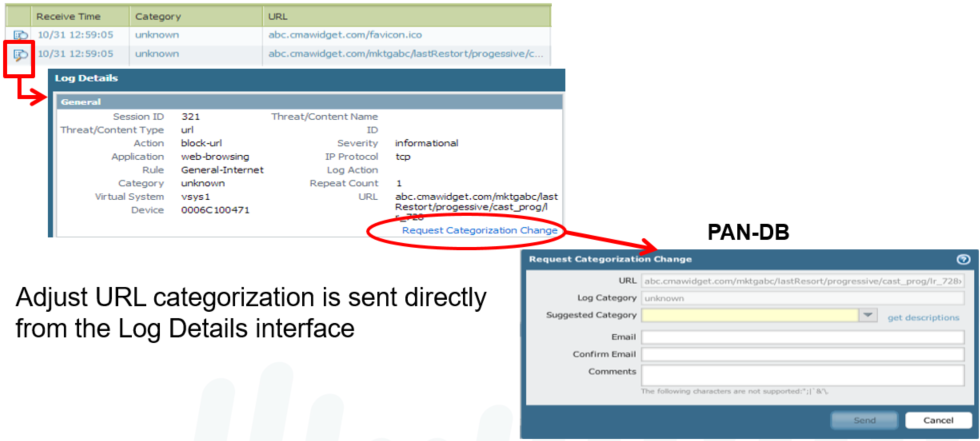 Receive Time Category URL
10/31 12:59:05 unknown abc.cmawidget.com/favicon.ico
10/31 12:59:05 unknown abc.cmawidget.com/mktgabc/lastRestort/progessive/c...
Log Details
General
Session ID 321 Threat/Content Name
Threat/Content Type url ID
Action block-url Severity informational
Application web-browsing IP Protocol tcp
Rule General-Internet Log Action
Category unknown Repeat Count 1
Virtual System vsys1 URL abc.cmawidget.com/mktgabc/last
Device 0006C100471 Restort/progessive/cast_prog/l
r_728
Request Categorization Change
PAN-DB
Request Categorization Change
URL abc.cmawidget.com/mktgabc/lastResort/progressive/cast_prog/lr_728x
Log Category unknown
Suggested Category get descriptions
Email
Confirm Email
Comments
The following characters are not supported:";[` &'\,
Send Cancel
Adjust URL categorization is sent directly
from the Log Details interface